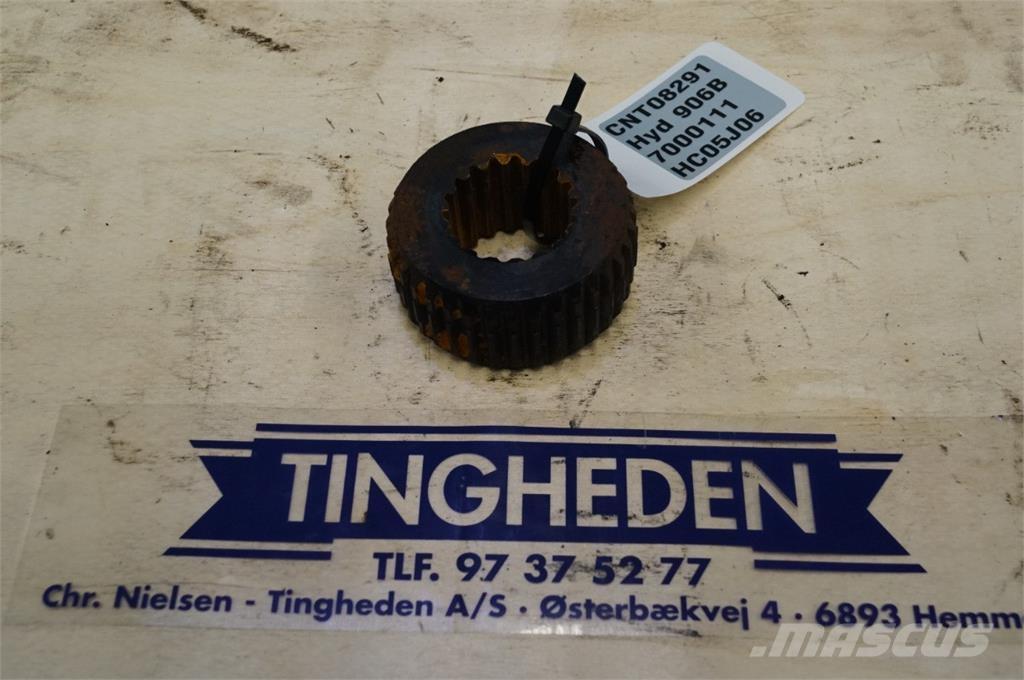 CNT08291
Hyd 906B
7000111
HC05J06
TINGHEDEN
TLF. 97 37 52 77
Chr. Nielsen - Tingheden A/S · Østerbækvej 4 · 6893 Hemm
MASCUS